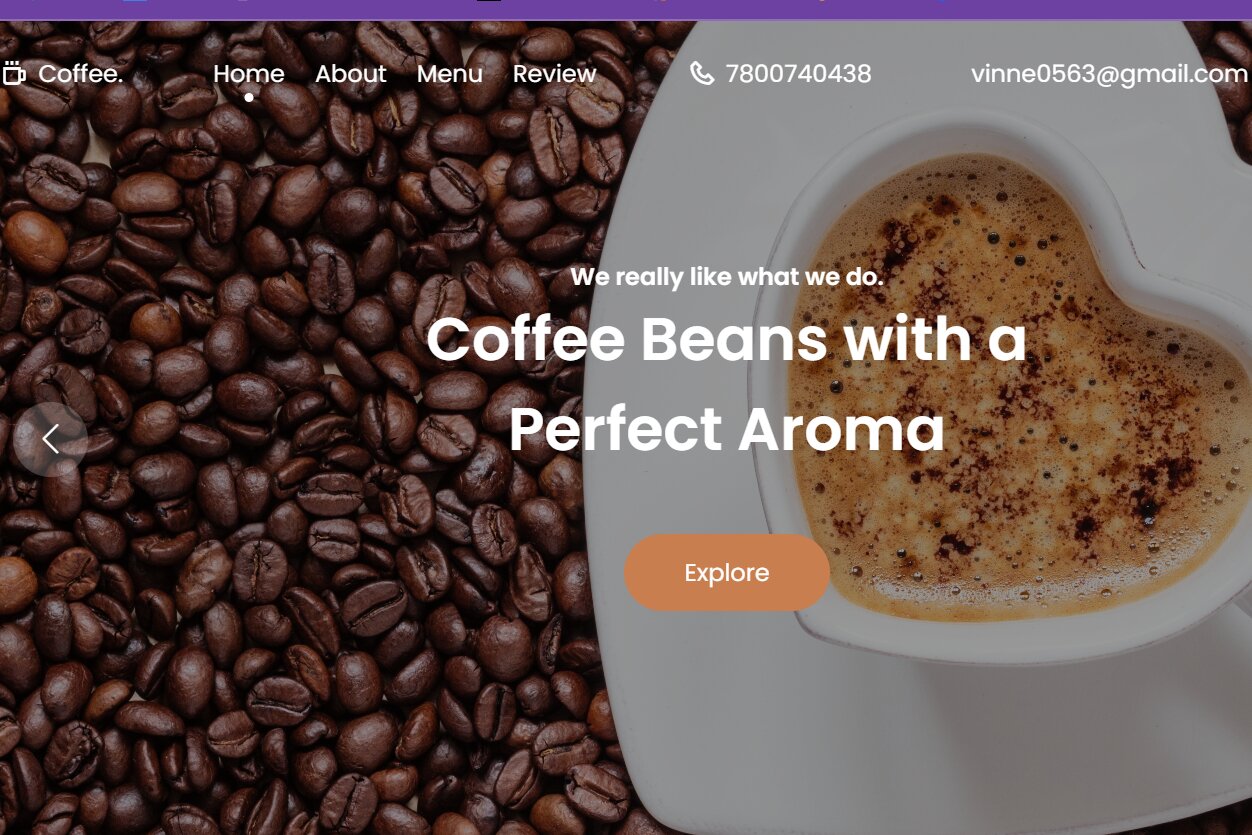 Coffee. Home About Menu Review 7800740438 vinne0563@gmail.com
We really like what we do.
Coffee Beans with a
Perfect Aroma
Explore